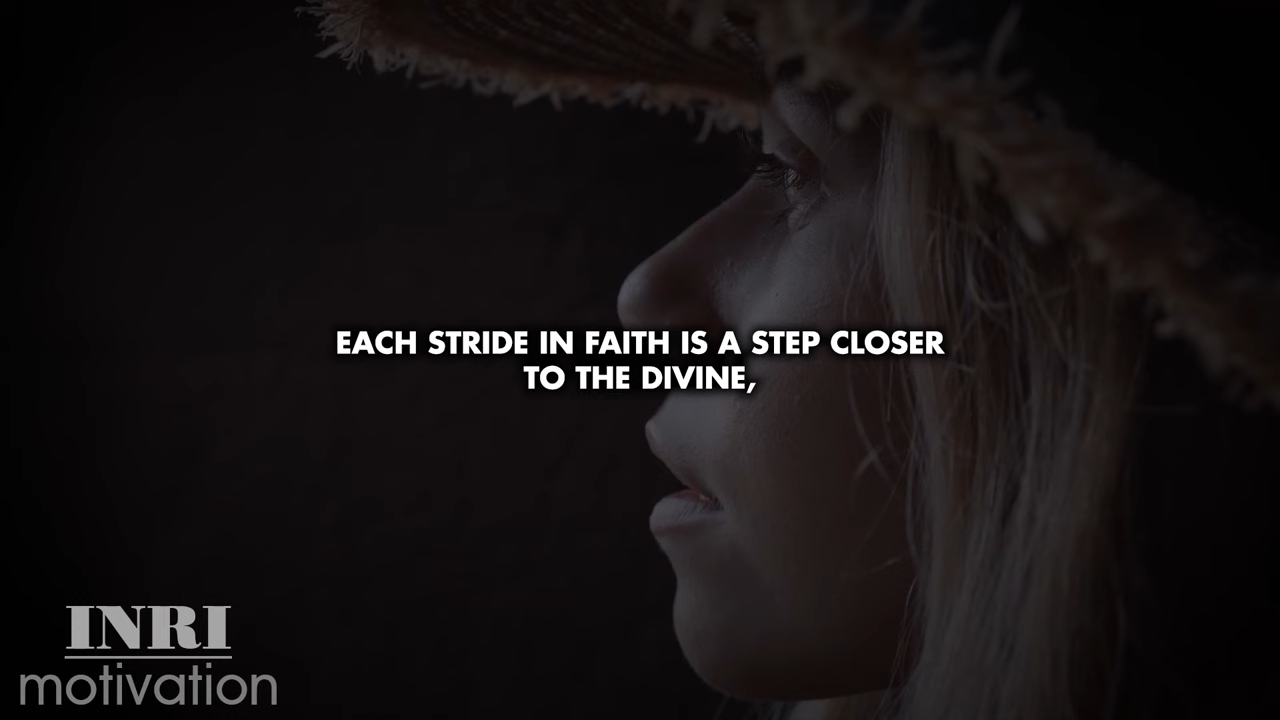 EACH STRIDE IN FAITH IS A STEP CLOSER
TO THE DIVINE,
INRI
motivation